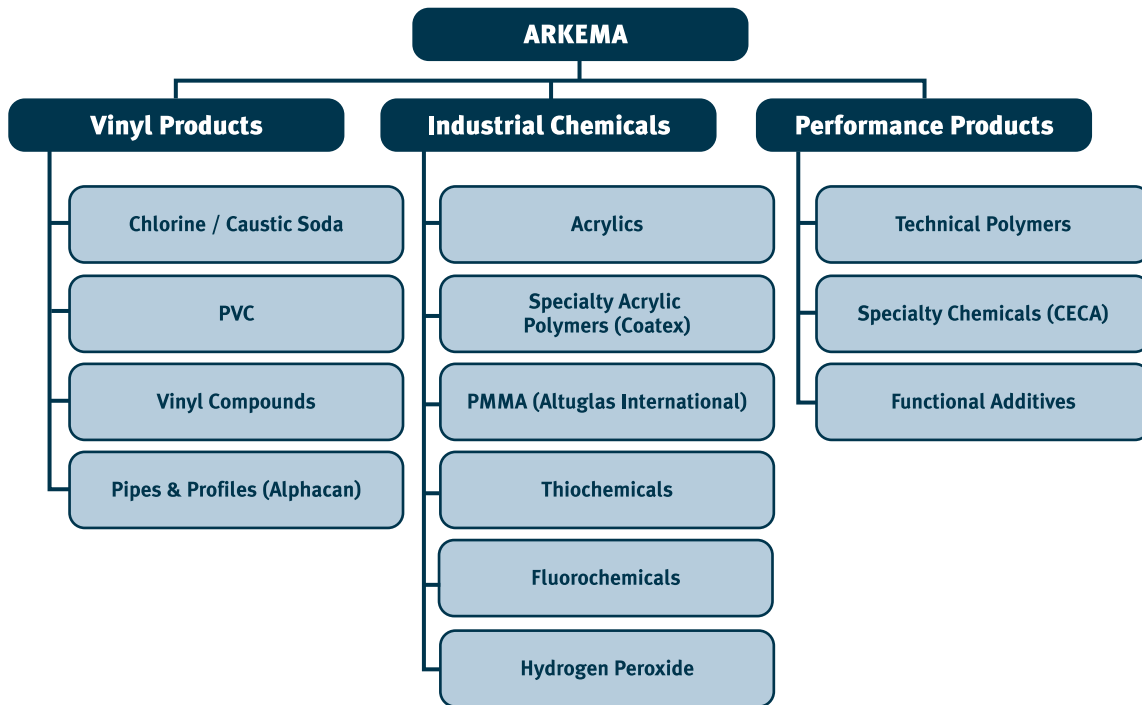 ARKEMA
Vinyl Products
Industrial Chemicals
Performance Products
Chlorine / Caustic Soda
PVC
Vinyl Compounds
Pipes & Profiles (Alphacan)
Acrylics
Specialty Acrylic
Polymers (Coatex)
PMMA (Altuglas International)
Thiochemicals
Fluorochemicals
Hydrogen Peroxide
Technical Polymers
Specialty Chemicals (CECA)
Functional Additives